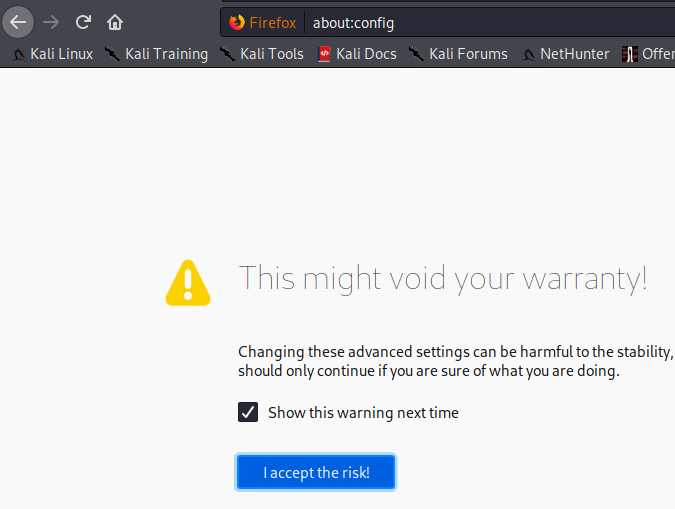 Firefox about:config
Kali Linux Kali Training Kali Tools Kali Docs Kali Forums NetHunter Offen
This might void your warranty!
Changing these advanced settings can be harmful to the stability,
should only continue if you are sure of what you are doing.
Show this warning next time
I accept the risk!